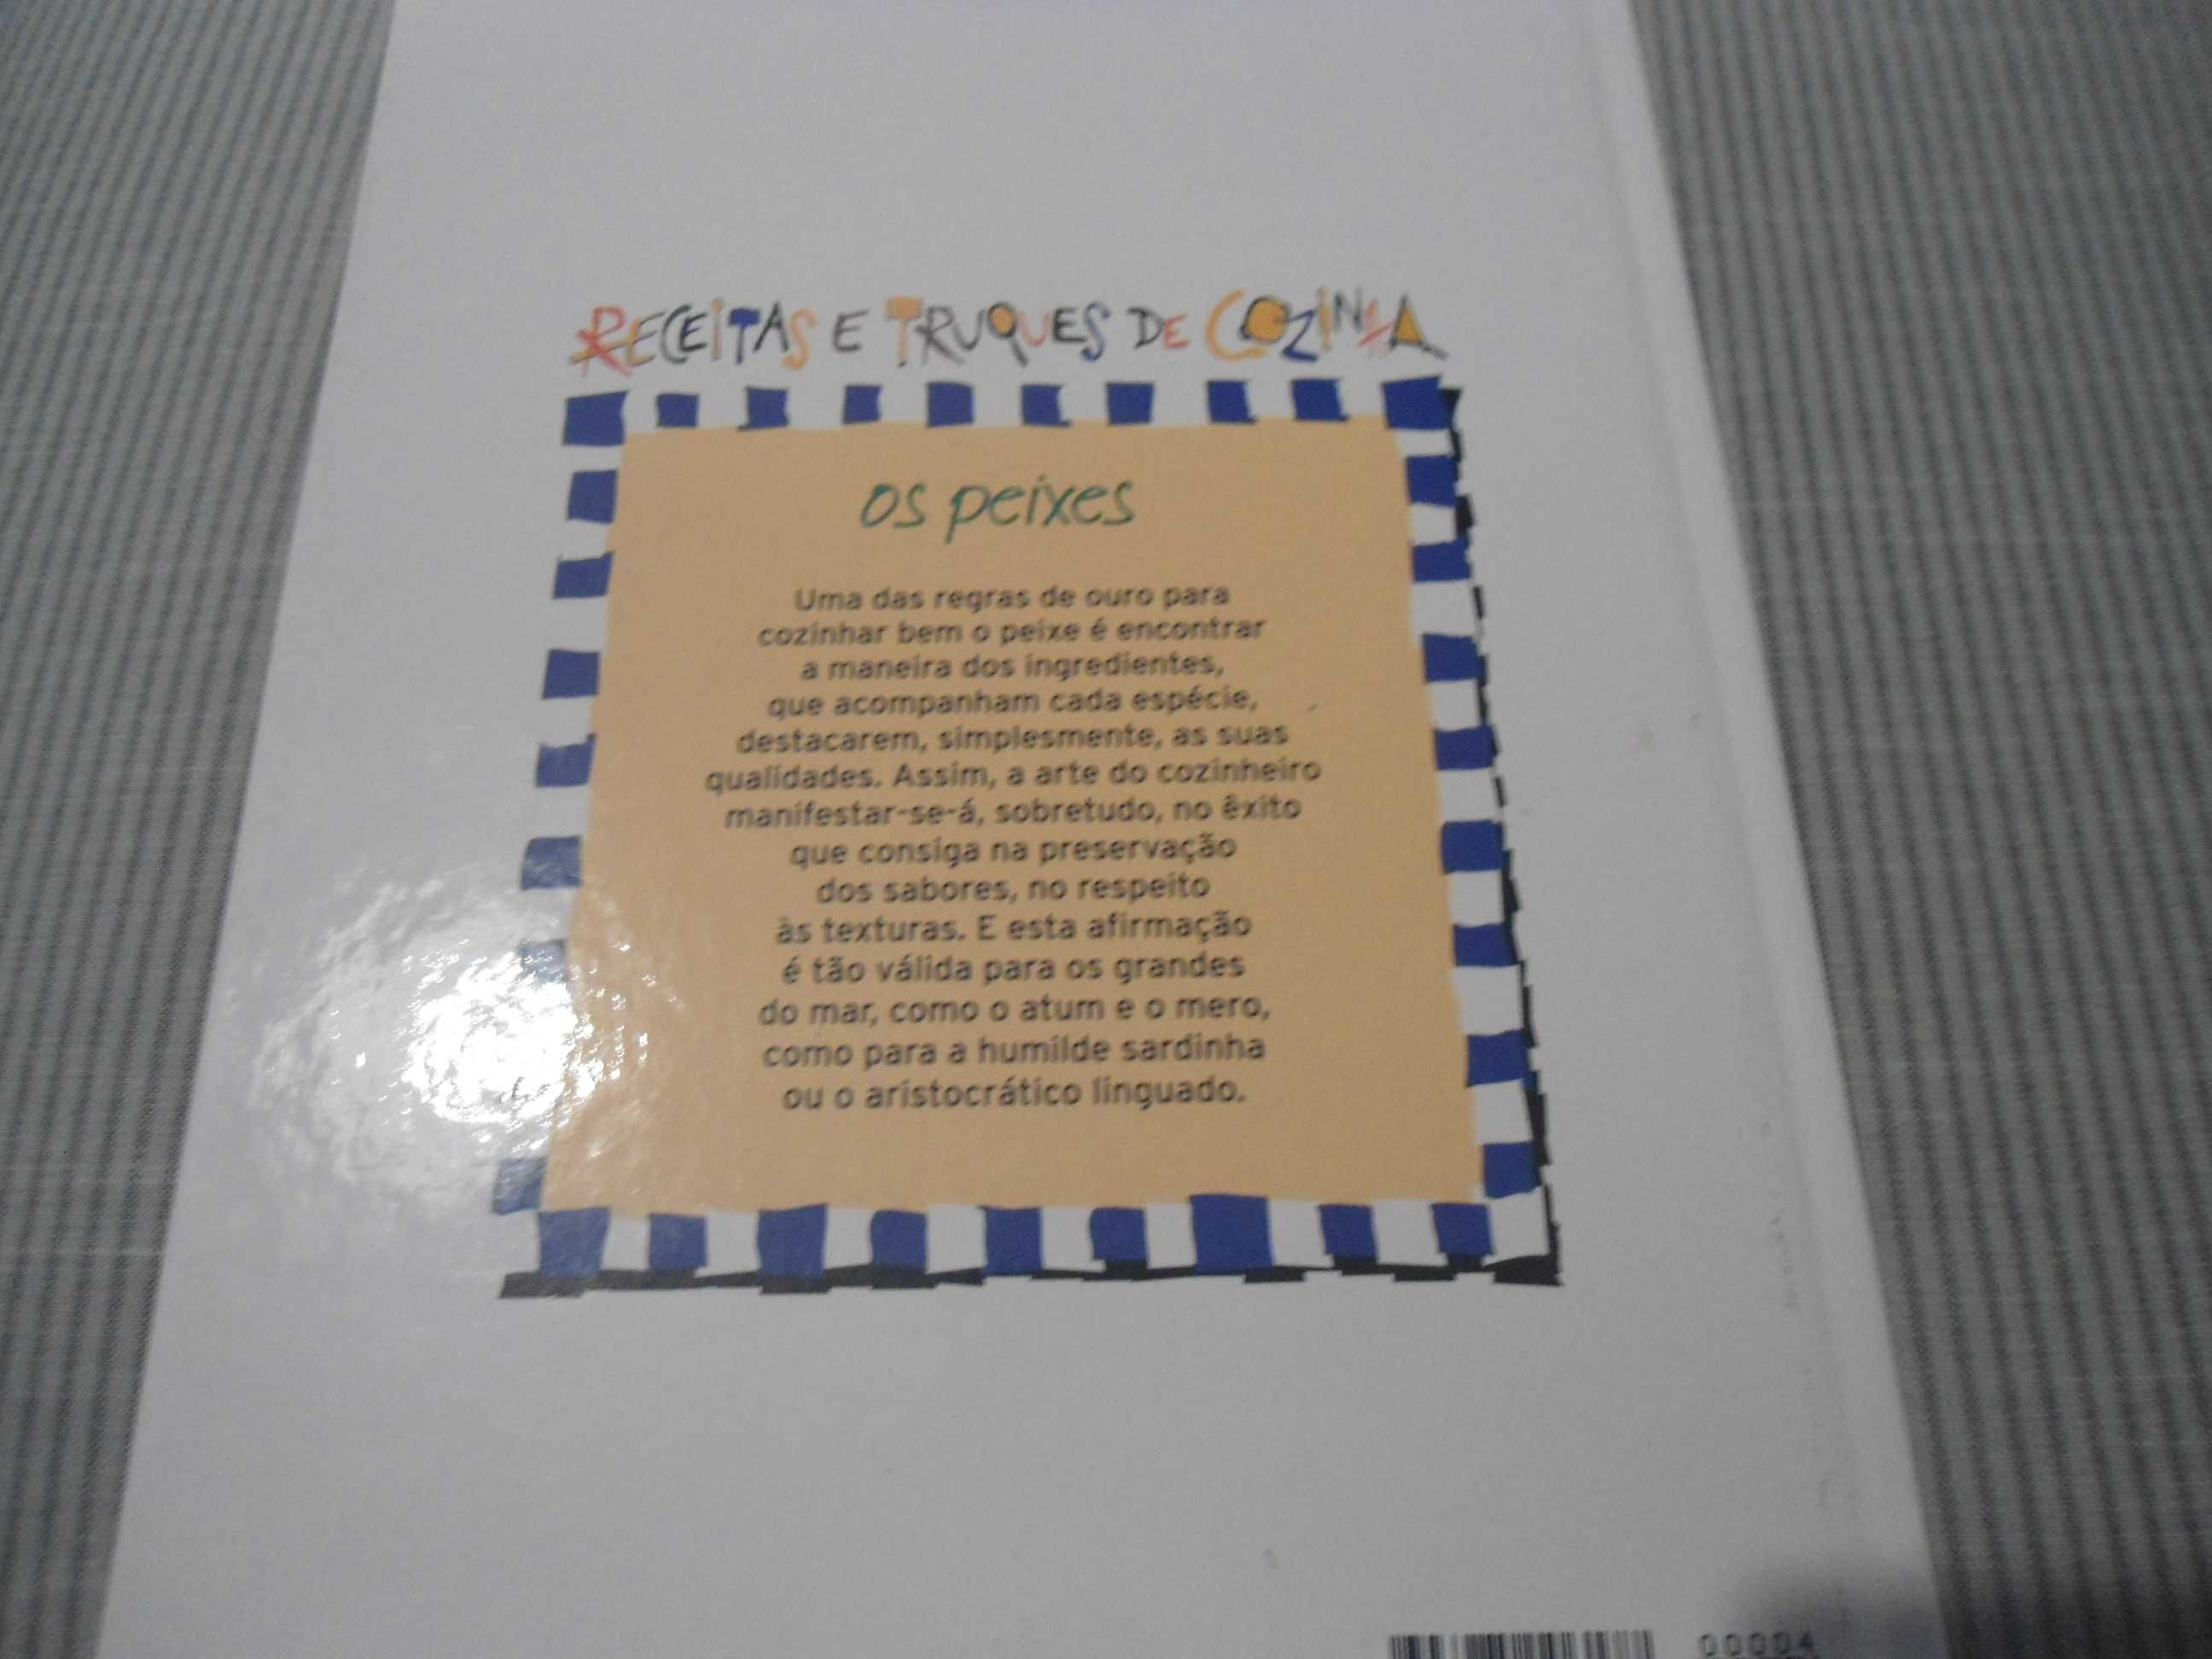 RECEITAS E TRUQUES DE COZINHA
os peixes
Uma das regras de ouro para
cozinhar bem o peixe é encontrar
a maneira dos ingredientes,
que acompanham cada espécie,
destacarem, simplesmente, as suas
qualidades. Assim, a arte do cozinheiro
manifestar-se-á, sobretudo, no êxito
que consiga na preservação
dos sabores, no respeito
às texturas. E esta afirmação
é tão válida para os grandes
do mar, como o atum e o mero,
como para a humilde sardinha
ou o aristocrático linguado.
00004